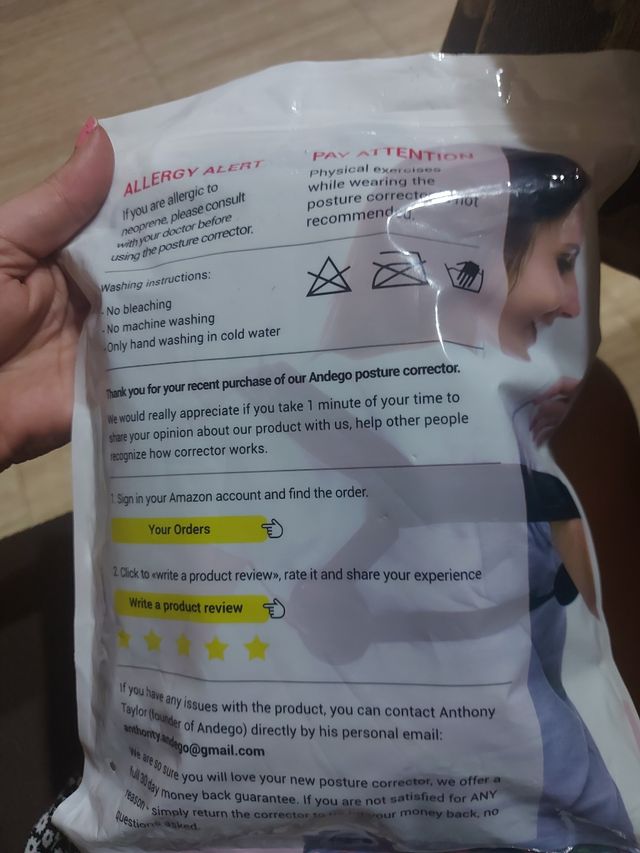 ALLERGY ALERT
If you are allergic to
neoprene, please consult
with your doctor before
using the posture corrector.
PAY ATTENTION
Physical exercises
while wearing the
posture corrector not
recommended.
Washing instructions:
- No bleaching
- No machine washing
- Only hand washing in cold water
Thank you for your recent purchase of our Andego posture corrector.
We would really appreciate if you take 1 minute of your time to
share your opinion about our product with us, help other people
recognize how corrector works.
1. Sign in your Amazon account and find the order.
Your Orders
2. Click to «write a product review», rate it and share your experience
Write a product review
If you have any issues with the product, you can contact Anthony
Taylor (founder of Andego) directly by his personal email:
anthonty.andego@gmail.com
We are so sure you will love your new posture corrector, we offer a
full 30 day money back guarantee. If you are not satisfied for ANY
reason - simply return the corrector to your money back, no
questions asked.